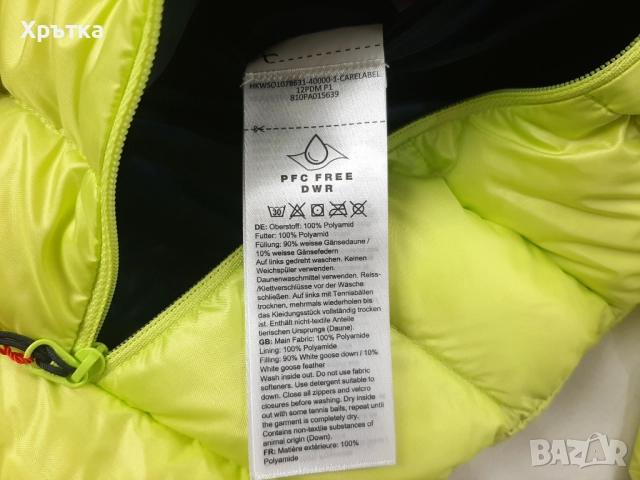 Хрътка
HKWSO1078631-40000-1-CARELABEL
12PDM P1
810PA015639
PFC FREE
DWR
30
DE: Oberstoff: 100% Polyamid
Futter: 100% Polyamid
Füllung: 90% weisse Gänsedaune /
10% weisse Gänsefedern
Auf links gedreht waschen. Keinen
Weichspüler verwenden.
Daunenwaschmittel verwenden. Reiss-
/Klettverschlüsse vor der Wäsche
schließen. Auf links mit Tennisbällen
trocknen, mehrmals wiederholen bis
das Kleidungsstück vollständig trocken
ist. Enthält nicht-textile Anteile
tierischen Ursprungs (Daune).
GB: Main Fabric: 100% Polyamide
Lining: 100% Polyamide
Filling: 90% White goose down / 10%
White goose feather
Wash inside out. Do not use fabric
softeners. Use detergent suitable to
down. Close all zippers and velcro
closures before washing. Dry inside
out with some tennis balls, repeat until
the garment is completely dry.
Contains non-textile substances of
animal origin (Down).
FR: Matière extérieure: 100%
Polyamide
BAZAR
bg